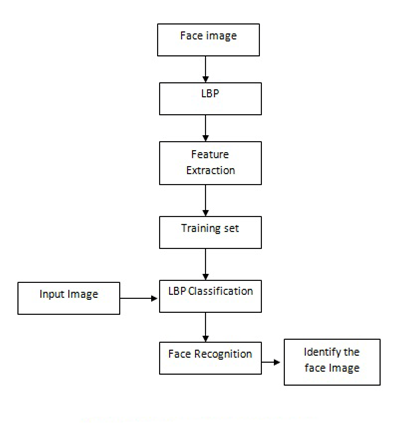 Face image
LBP
Feature
Extraction
Training set
Input Image
LBP Classification
Face Recognition
Identify the
face Image